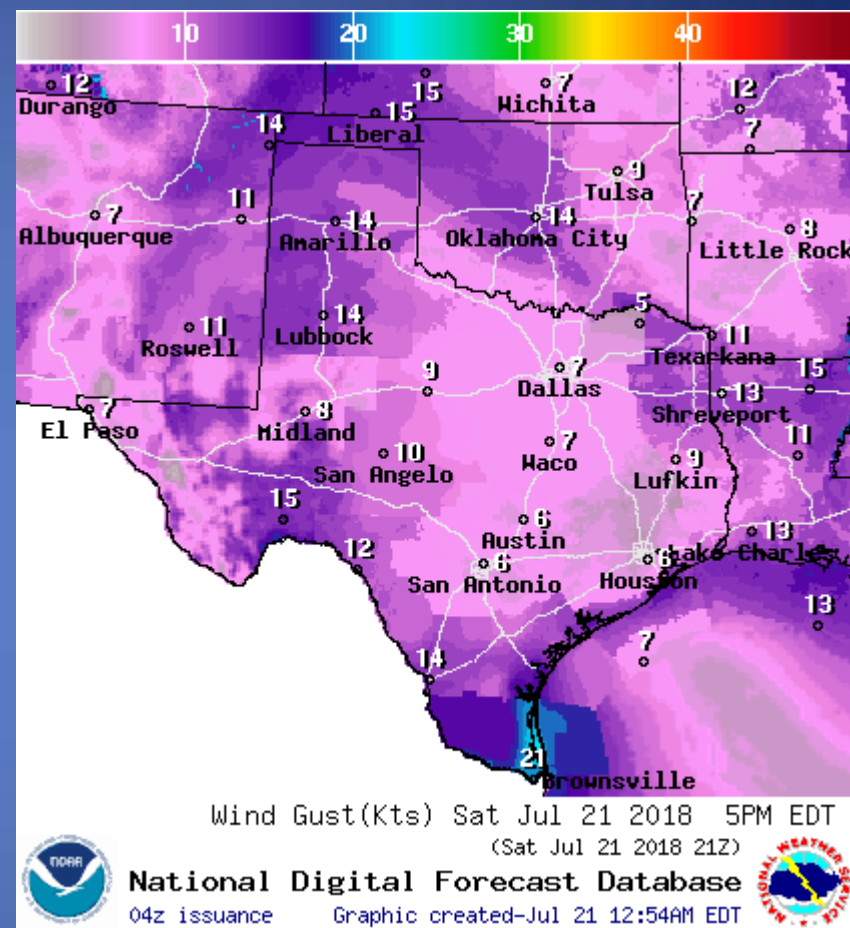 10 20 30 40
12 Durango
15
15 Liberal
7 Wichita
12
7
14
9 Tulsa
7 Albuquerque
11
14 Amarillo
14 Oklahoma City
7
8 Little Rock
11 Roswell
14 Lubbock
5
11 Texarkana
9
7 Dallas
13 Shreveport
15
7 El Paso
8 Midland
10 San Angelo
7 Waco
9 Lufkin
11
15
6 Austin
13 Lake Charles
12
6 San Antonio
6 Houston
13
14
7
21 Brownsville
Wind Gust(Kts) Sat Jul 21 2018 5PM EDT
(Sat Jul 21 2018 21Z)
NOAA
National Digital Forecast Database
NATIONAL WEATHER SERVICE
04z issuance Graphic created-Jul 21 12:54AM EDT